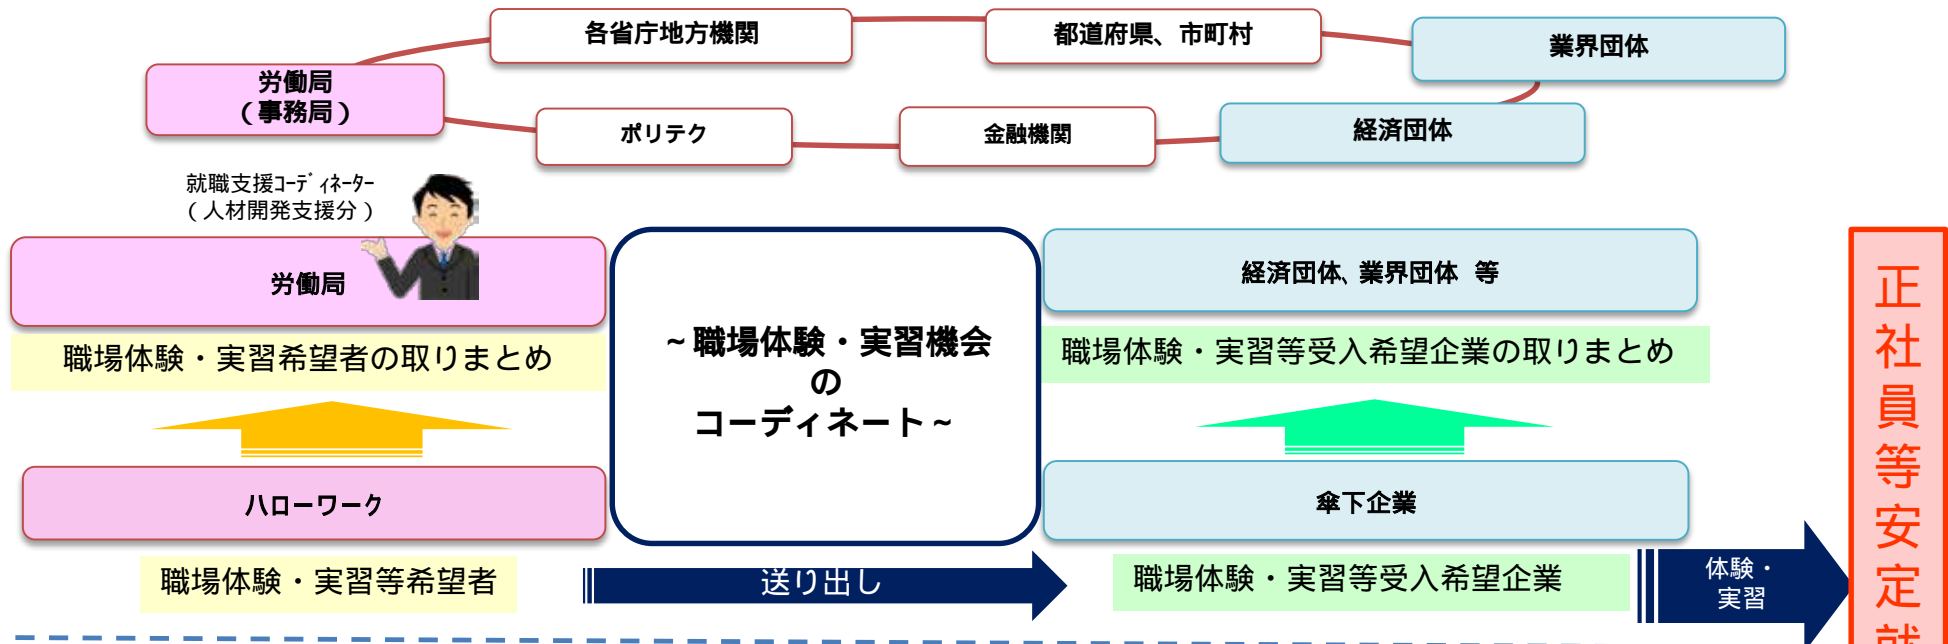 各省庁地方機関
都道府県、市町村
業界団体
労働局
（事務局）
ポリテク
金融機関
経済団体
就職支援ｺｰﾃﾞｨﾈｰﾀｰ
（人材開発支援分）
労働局
経済団体、業界団体 等
職場体験・実習希望者の取りまとめ
～職場体験・実習機会
の
コーディネート～
職場体験・実習等受入希望企業の取りまとめ
ハローワーク
傘下企業
職場体験・実習等希望者
送り出し
職場体験・実習等受入希望企業
体験・
実習
正社員等安定就